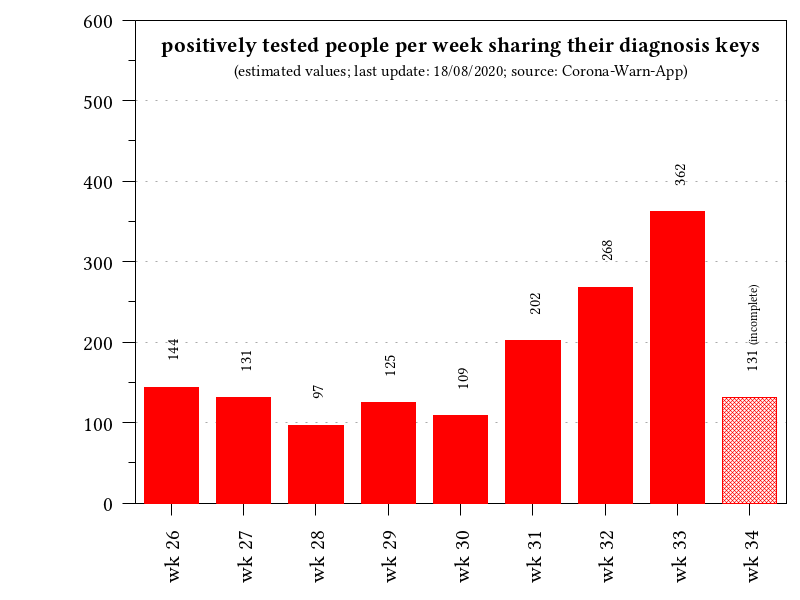 positively tested people per week sharing their diagnosis keys
(estimated values; last update: 18/08/2020; source: Corona-Warn-App)
600
500
400
300
200
100
0
144
131
97
125
109
202
268
362
131 (incomplete)
wk 26
wk 27
wk 28
wk 29
wk 30
wk 31
wk 32
wk 33
wk 34